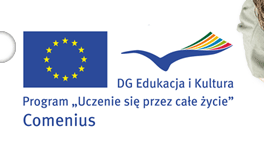 DG Edukacja i Kultura
Program „Uczenie się przez całe życie”
Comenius